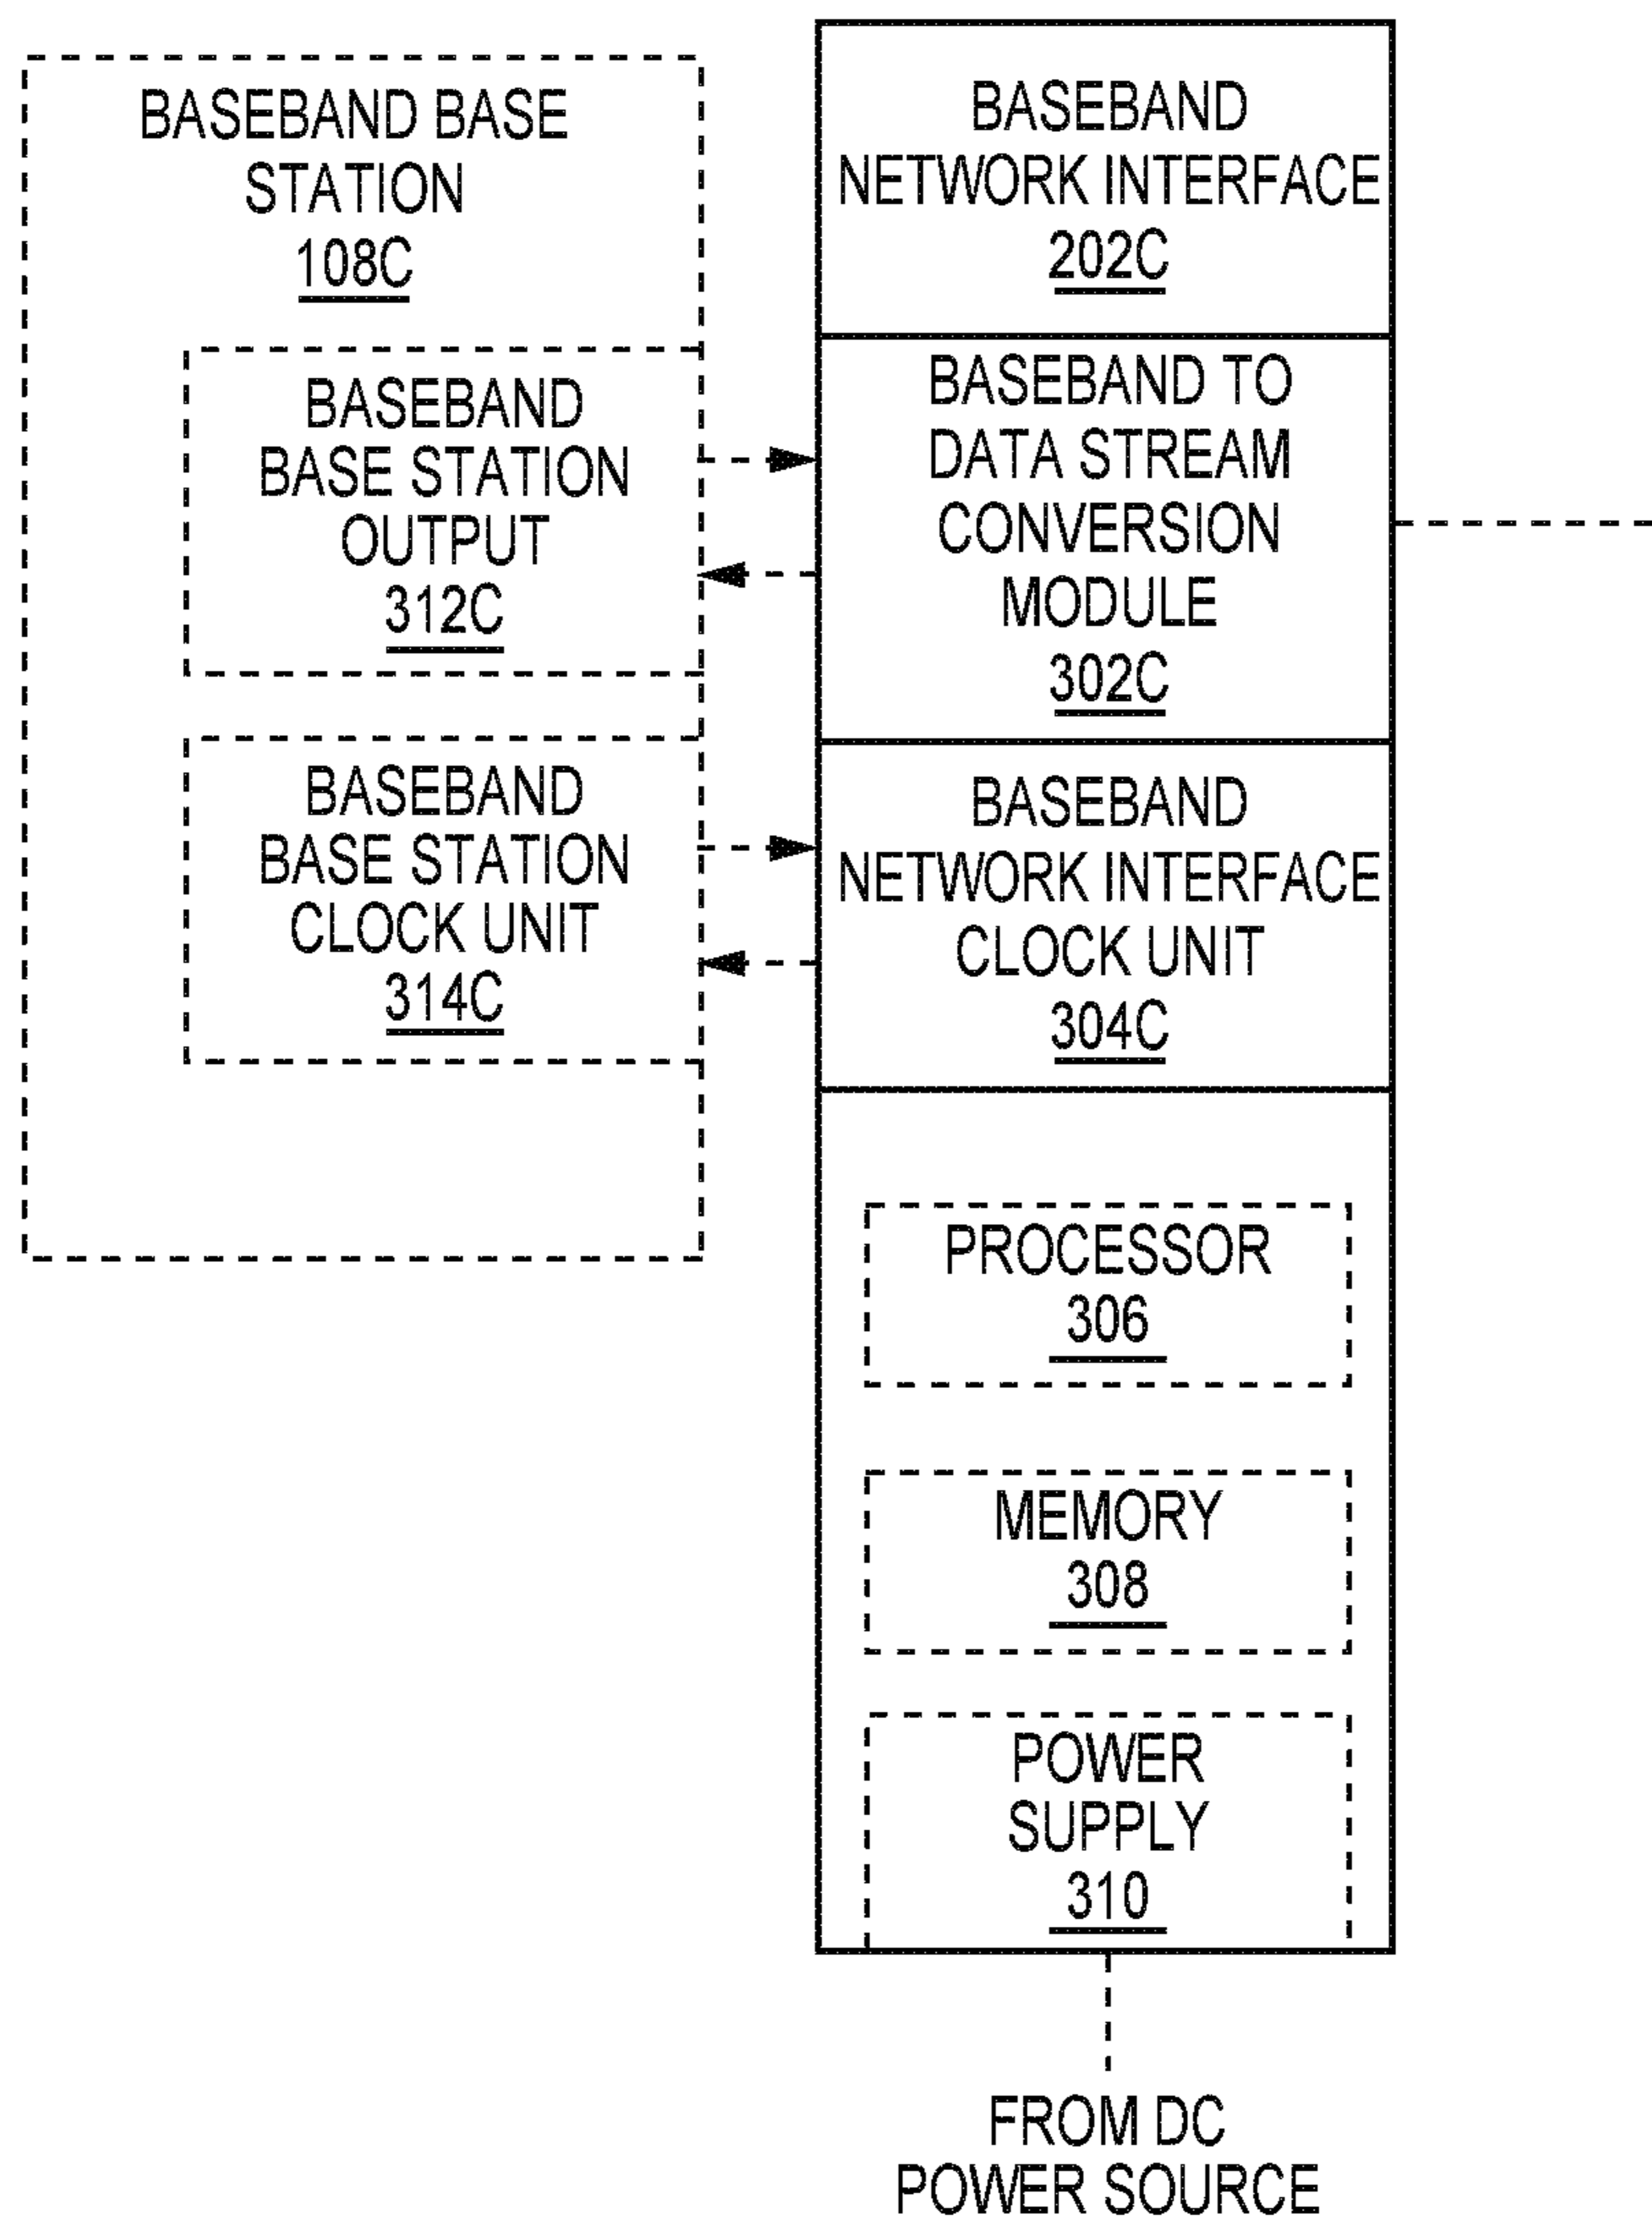 BASEBAND BASE
STATION
108C
BASEBAND
BASE STATION
OUTPUT
312C
BASEBAND
BASE STATION
CLOCK UNIT
314C
BASEBAND
NETWORK INTERFACE
202C
BASEBAND TO
DATA STREAM
CONVERSION
MODULE
302C
BASEBAND
NETWORK INTERFACE
CLOCK UNIT
304C
PROCESSOR
306
MEMORY
308
POWER
SUPPLY
310
FROM DC
POWER SOURCE